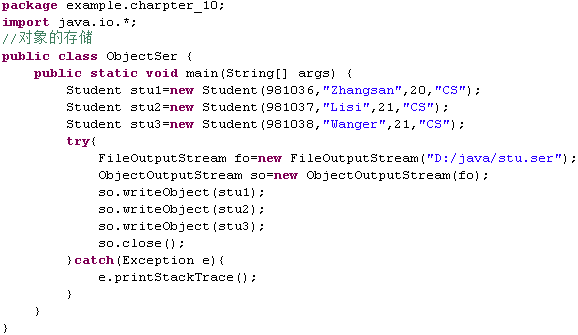 package example.charpter_10;
import java.io.*;
//对象的存储
public class ObjectSer {
    public static void main(String[] args) {
        Student stu1=new Student(981036,"Zhangsan",20,"CS");
        Student stu2=new Student(981037,"Lisi",21,"CS");
        Student stu3=new Student(981038,"Wanger",21,"CS");
        try{
            FileOutputStream fo=new FileOutputStream("D:/java/stu.ser");
            ObjectOutputStream so=new ObjectOutputStream(fo);
            so.writeObject(stu1);
            so.writeObject(stu2);
            so.writeObject(stu3);
            so.close();
        }catch(Exception e){
            e.printStackTrace();
        }
    }
}